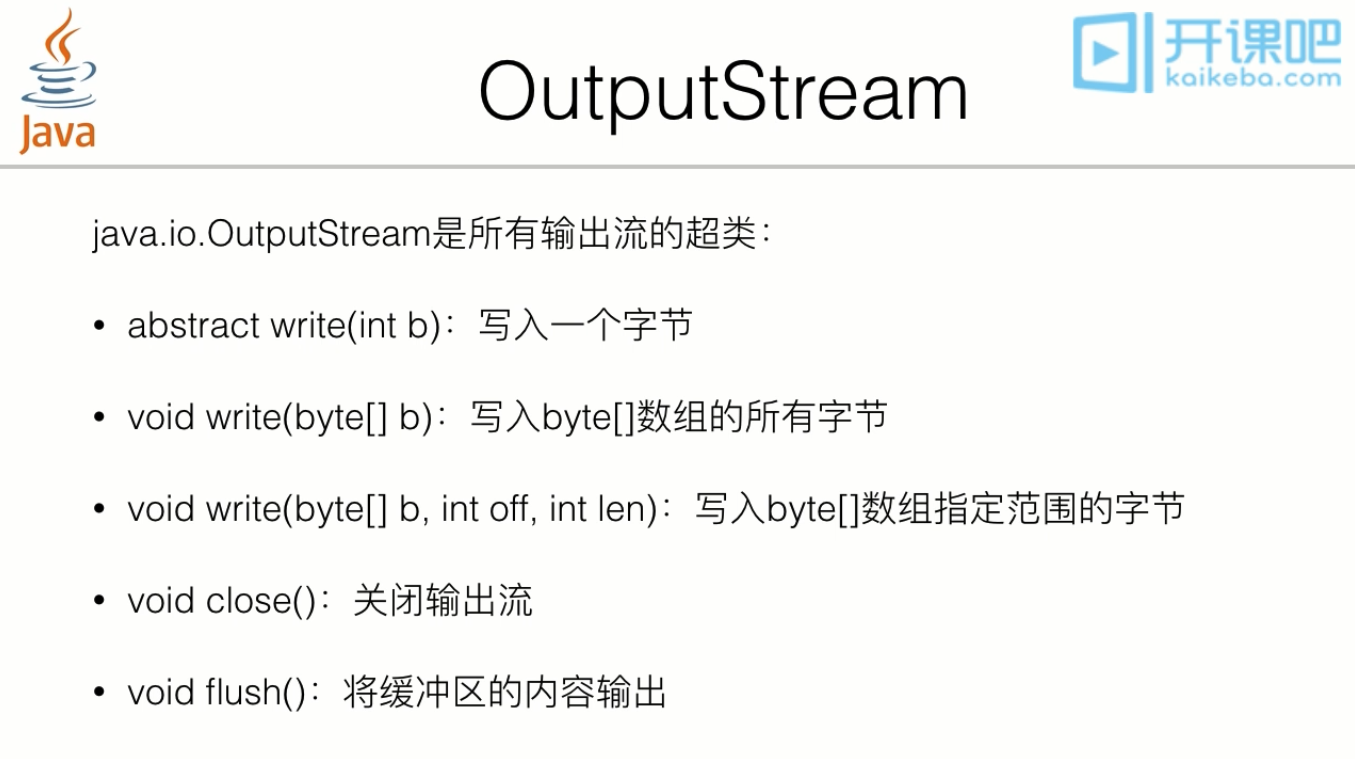 Java
OutputStream
开课吧
kaikeba.com
java.io.OutputStream是所有输出流的超类：
• abstract write(int b)：写入一个字节
• void write(byte[] b)：写入byte[]数组的所有字节
• void write(byte[] b, int off, int len)：写入byte[]数组指定范围的字节
• void close()：关闭输出流
• void flush()：将缓冲区的内容输出